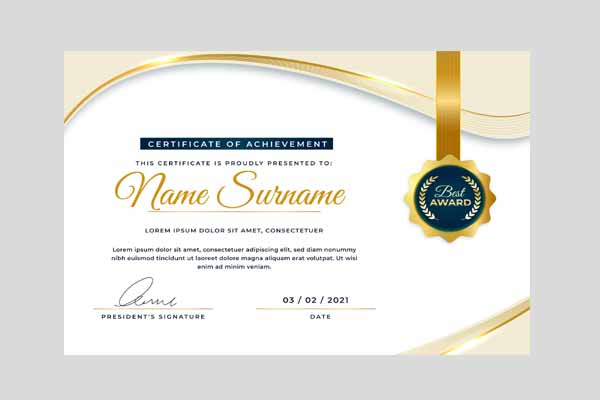 CERTIFICATE OF ACHIEVEMENT
THIS CERTIFICATE IS PROUDLY PRESENTED TO:
Name Surname
LOREM IPSUM DOLOR SIT AMET, CONSECTETUER
Lorem ipsum dolor sit amet, consectetuer adipiscing elit,
sed diam nonummy nibh euismod tincidunt ut
laoreet dolore magna aliquam erat volutpat. Ut wisi
enim ad minim veniam.
Best
AWARD
03 / 02 / 2021
PRESIDENT'S SIGNATURE
DATE